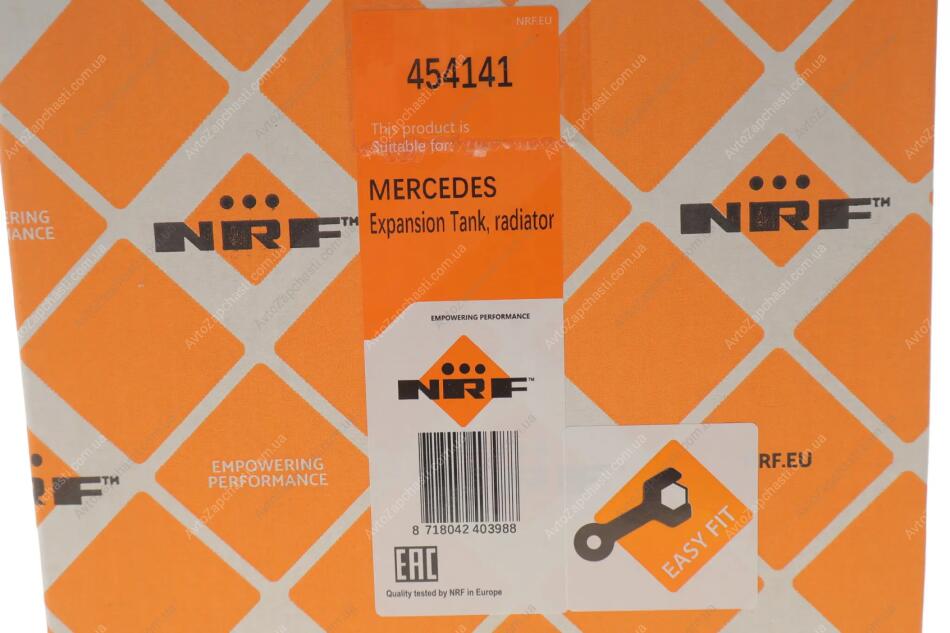 NRF.EU
454141
This product is
Suitable for:
MERCEDES
Expansion Tank, radiator
EMPOWERING PERFORMANCE
NRF™
8 718042 403988
EAC
Quality tested by NRF in Europe
EASY FIT
NRF™
NRF™
ERING
MANCE
EMPOWERING
PERFORMANCE
RF™
RF.EU
AvtoZapchasti.com.ua